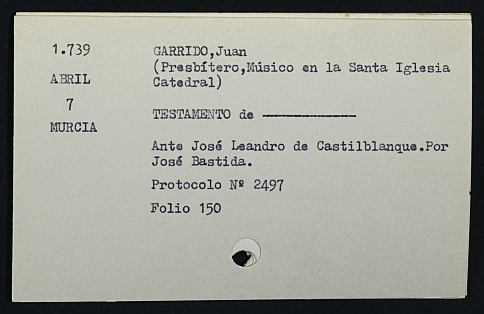 1.739
ABRIL
7
MURCIA
GARRIDO,Juan
(Presbítero,Músico en la Santa Iglesia
Catedral)
TESTAMENTO de --------------
Ante José Leandro de Castilblanque.Por
José Bastida.
Protocolo Nº 2497
Folio 150